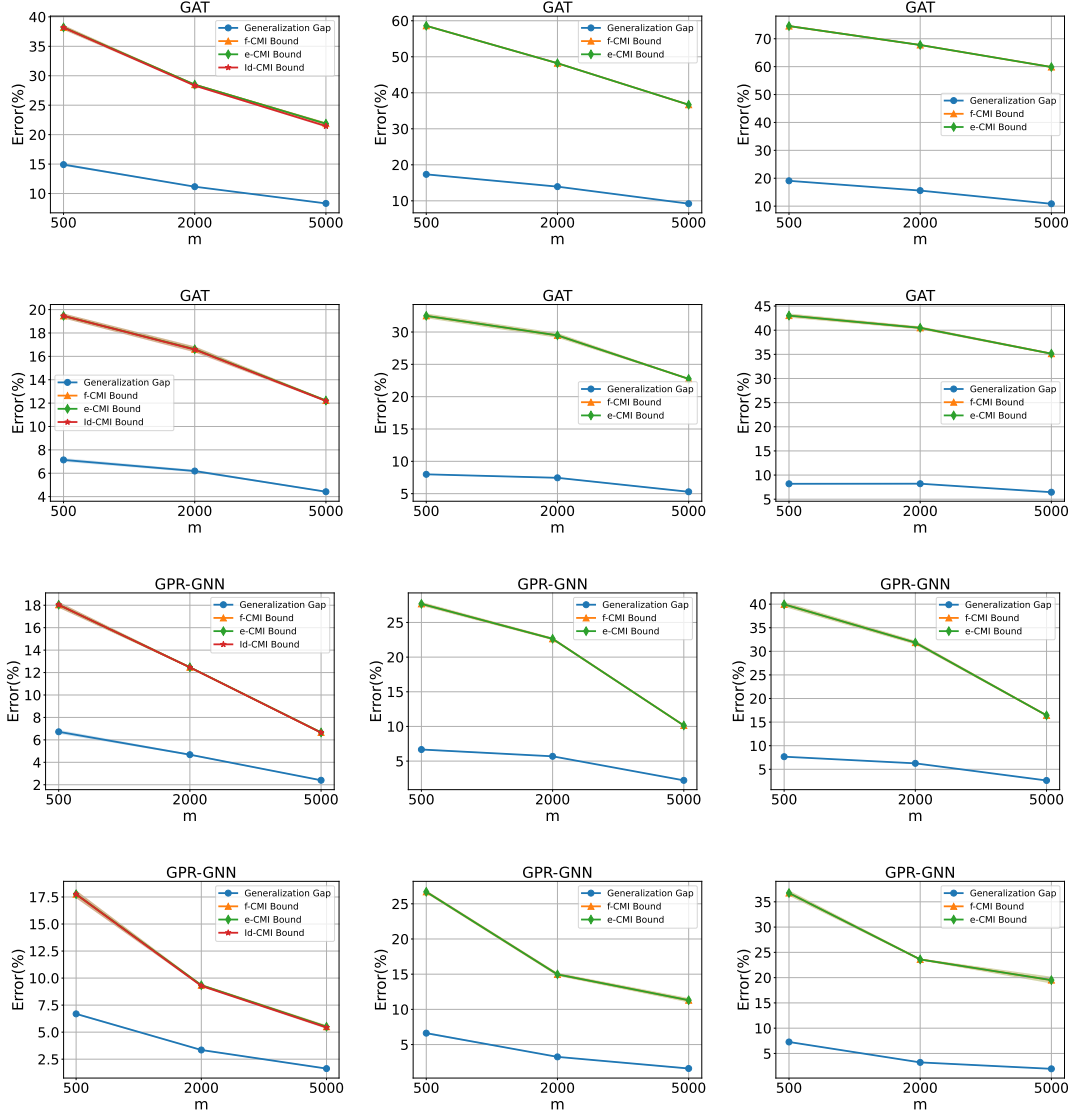 GAT
Error(%)
40
35
30
25
20
15
10
Generalization Gap
f-CMI Bound
e-CMI Bound
ld-CMI Bound
500
2000
5000
m
GAT
Error(%)
60
50
40
30
20
10
Generalization Gap
f-CMI Bound
e-CMI Bound
500
2000
5000
m
GAT
Error(%)
70
60
50
40
30
20
10
Generalization Gap
f-CMI Bound
e-CMI Bound
500
2000
5000
m
GAT
Error(%)
20
18
16
14
12
10
8
6
4
Generalization Gap
f-CMI Bound
e-CMI Bound
ld-CMI Bound
500
2000
5000
m
GAT
Error(%)
30
25
20
15
10
5
Generalization Gap
f-CMI Bound
e-CMI Bound
500
2000
5000
m
GAT
Error(%)
45
40
35
30
25
20
15
10
5
Generalization Gap
f-CMI Bound
e-CMI Bound
500
2000
5000
m
GPR-GNN
Error(%)
18
16
14
12
10
8
6
4
2
Generalization Gap
f-CMI Bound
e-CMI Bound
ld-CMI Bound
500
2000
5000
m
GPR-GNN
Error(%)
25
20
15
10
5
Generalization Gap
f-CMI Bound
e-CMI Bound
500
2000
5000
m
GPR-GNN
Error(%)
40
35
30
25
20
15
10
5
Generalization Gap
f-CMI Bound
e-CMI Bound
500
2000
5000
m
GPR-GNN
Error(%)
17.5
15.0
12.5
10.0
7.5
5.0
2.5
Generalization Gap
f-CMI Bound
e-CMI Bound
ld-CMI Bound
500
2000
5000
m
GPR-GNN
Error(%)
25
20
15
10
5
Generalization Gap
f-CMI Bound
e-CMI Bound
500
2000
5000
m
GPR-GNN
Error(%)
35
30
25
20
15
10
5
Generalization Gap
f-CMI Bound
e-CMI Bound
500
2000
5000
m